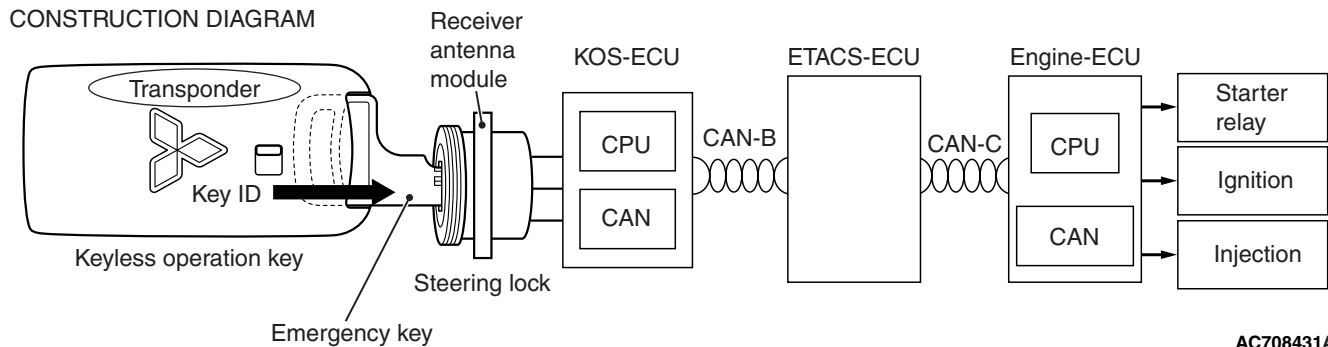 CONSTRUCTION DIAGRAM
Receiver
antenna
module
KOS-ECU
ETACS-ECU
Engine-ECU
Transponder
Starter
relay
CPU
CAN-B
CAN-C
CPU
Key ID
Ignition
CAN
CAN
Injection
Keyless operation key
Steering lock
Emergency key
AC708431A